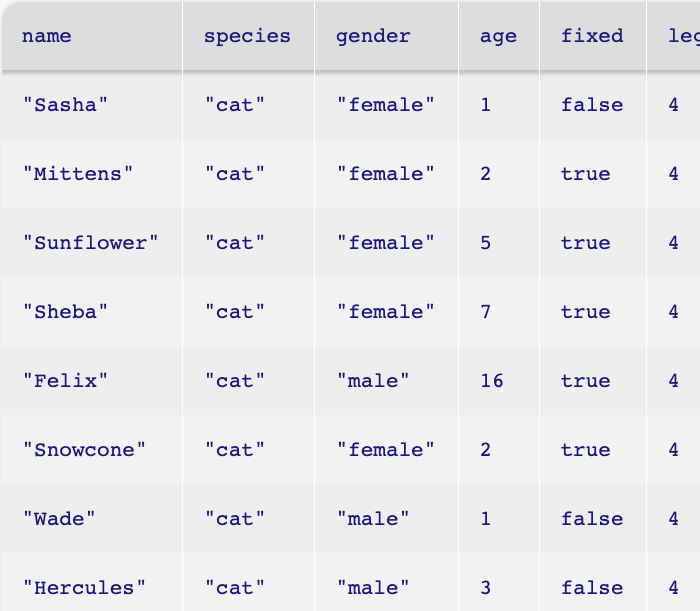 name species gender age fixed leg
"Sasha" "cat" "female" 1 false 4
"Mittens" "cat" "female" 2 true 4
"Sunflower" "cat" "female" 5 true 4
"Sheba" "cat" "female" 7 true 4
"Felix" "cat" "male" 16 true 4
"Snowcone" "cat" "female" 2 true 4
"Wade" "cat" "male" 1 false 4
"Hercules" "cat" "male" 3 false 4